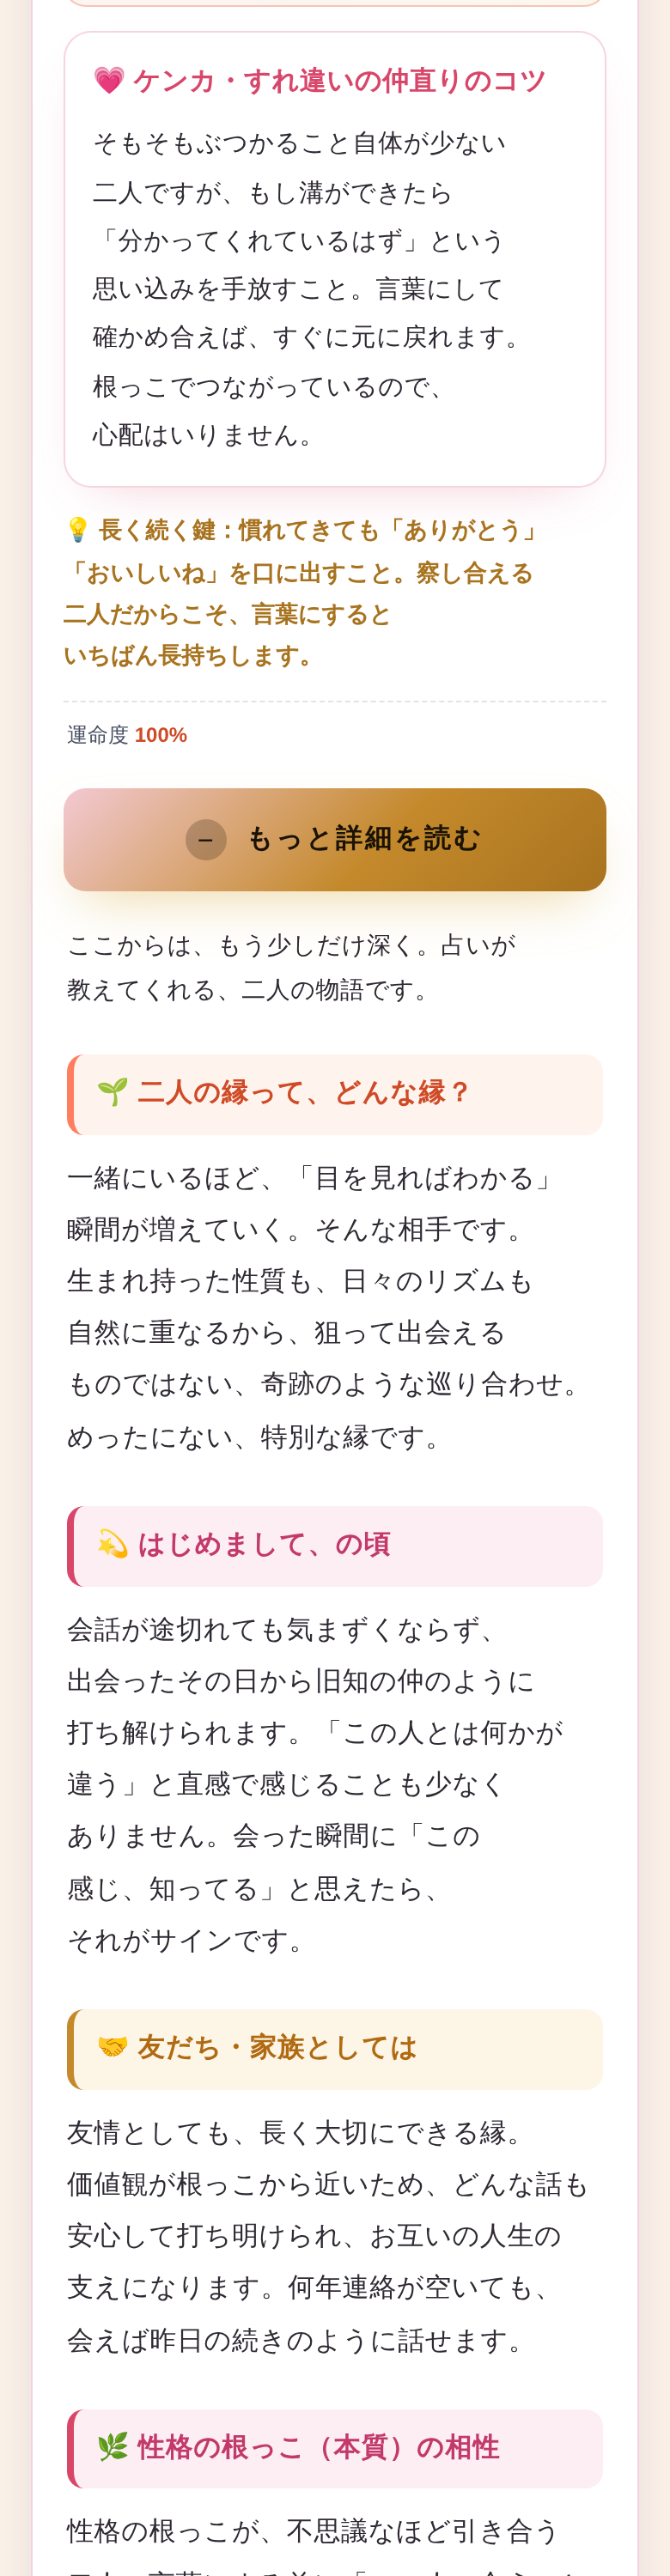 💗 ケンカ・すれ違いの仲直りのコツ
そもそもぶつかること自体が少ない
二人ですが、もし溝ができたら
「分かってくれているはず」という
思い込みを手放すこと。言葉にして
確かめ合えば、すぐに元に戻れます。
根っこでつながっているので、
心配はいりません。
💡 長く続く鍵：慣れてきても「ありがとう」
「おいしいね」を口に出すこと。察し合える
二人だからこそ、言葉にすると
いちばん長持ちします。
運命度 100%
− もっと詳細を読む
ここからは、もう少しだけ深く。占いが
教えてくれる、二人の物語です。
🌱 二人の縁って、どんな縁？
一緒にいるほど、「目を見ればわかる」
瞬間が増えていく。そんな相手です。
生まれ持った性質も、日々のリズムも
自然に重なるから、狙って出会える
ものではない、奇跡のような巡り合わせ。
めったにない、特別な縁です。
💫 はじめまして、の頃
会話が途切れても気まずくならず、
出会ったその日から旧知の仲のように
打ち解けられます。「この人とは何かが
違う」と直感で感じることも少なく
ありません。会った瞬間に「この
感じ、知ってる」と思えたら、
それがサインです。
🤝 友だち・家族としては
友情としても、長く大切にできる縁。
価値観が根っこから近いため、どんな話も
安心して打ち明けられ、お互いの人生の
支えになります。何年連絡が空いても、
会えば昨日の続きのように話せます。
🌿 性格の根っこ（本質）の相性
性格の根っこが、不思議なほど引き合う